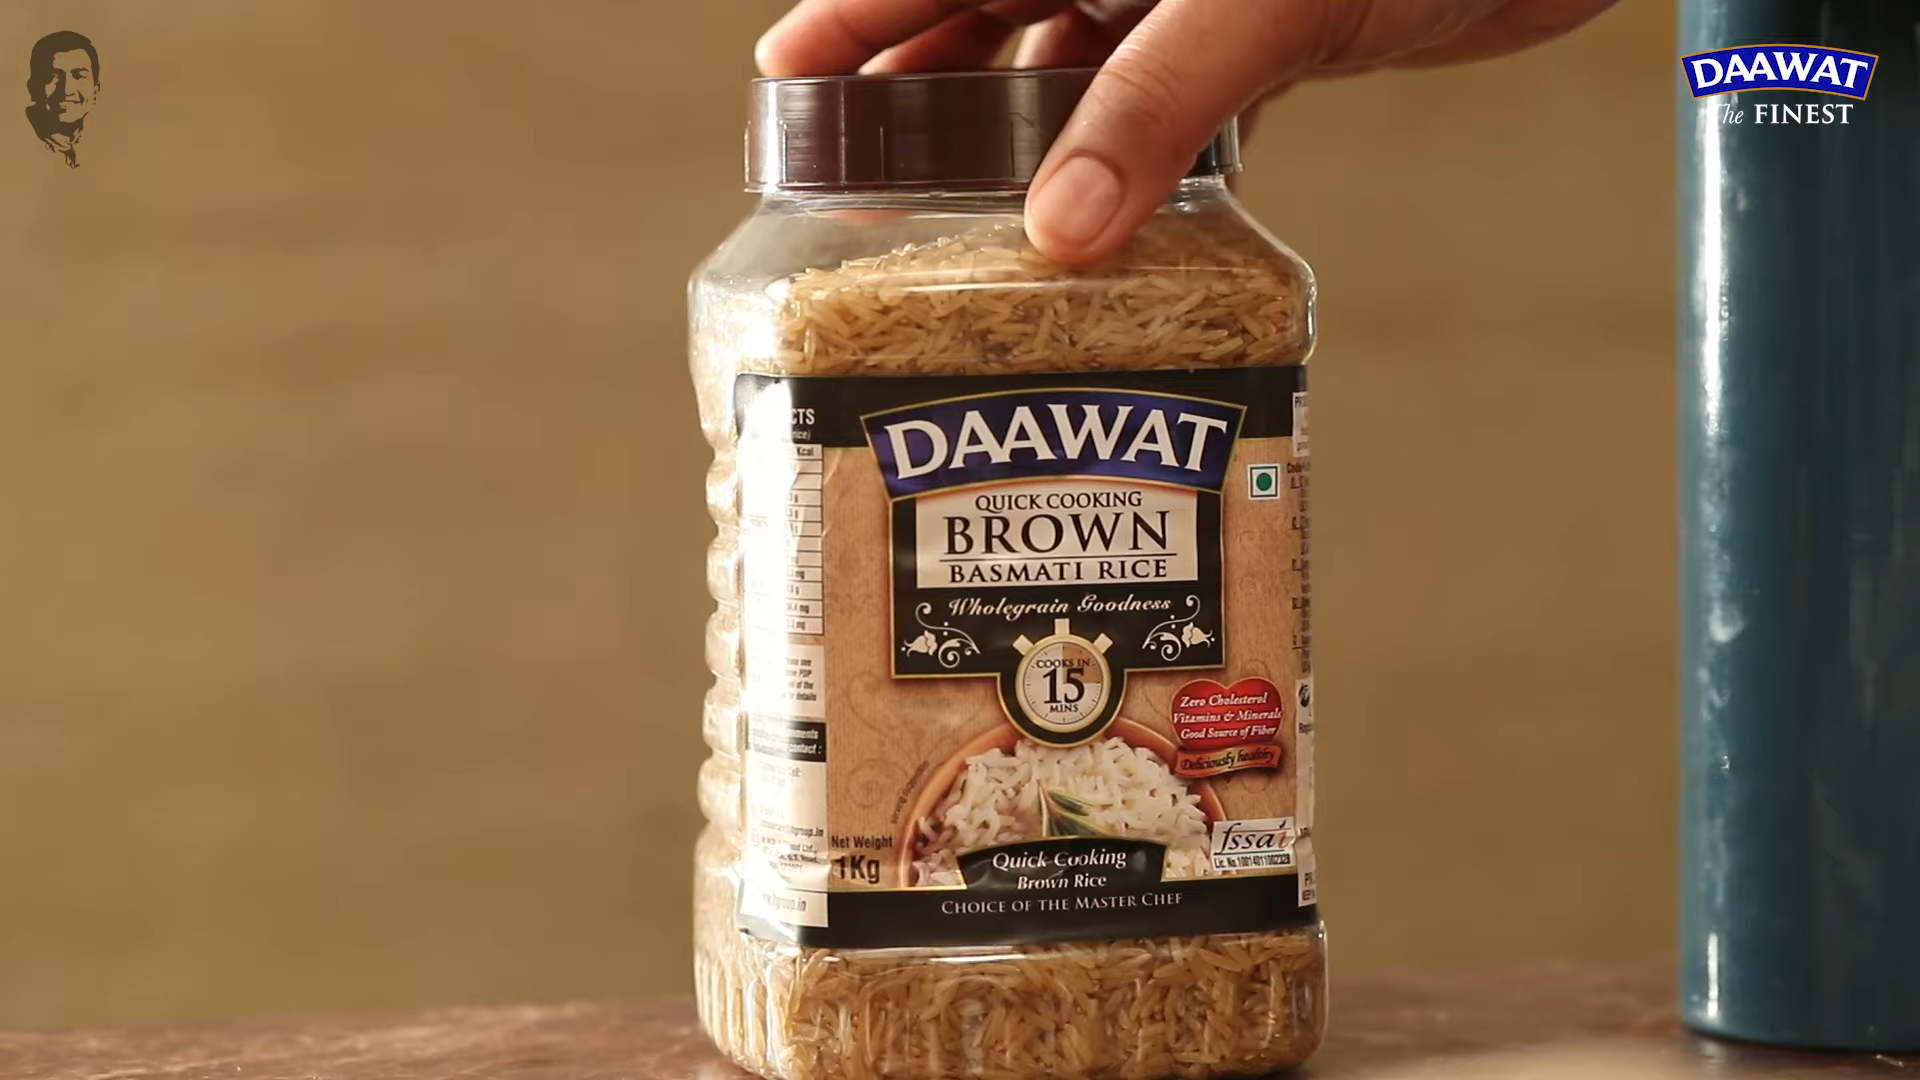 DAAWAT
The FINEST
DAAWAT
QUICK COOKING
BROWN
BASMATI RICE
Wholegrain Goodness
COOKS IN
15
MINS
Zero Cholesterol
Vitamins & Minerals
Good Source of Fiber
Deliciously healthy
Net Weight
1Kg
fssai
Quick Cooking
Brown Rice
CHOICE OF THE MASTER CHEF